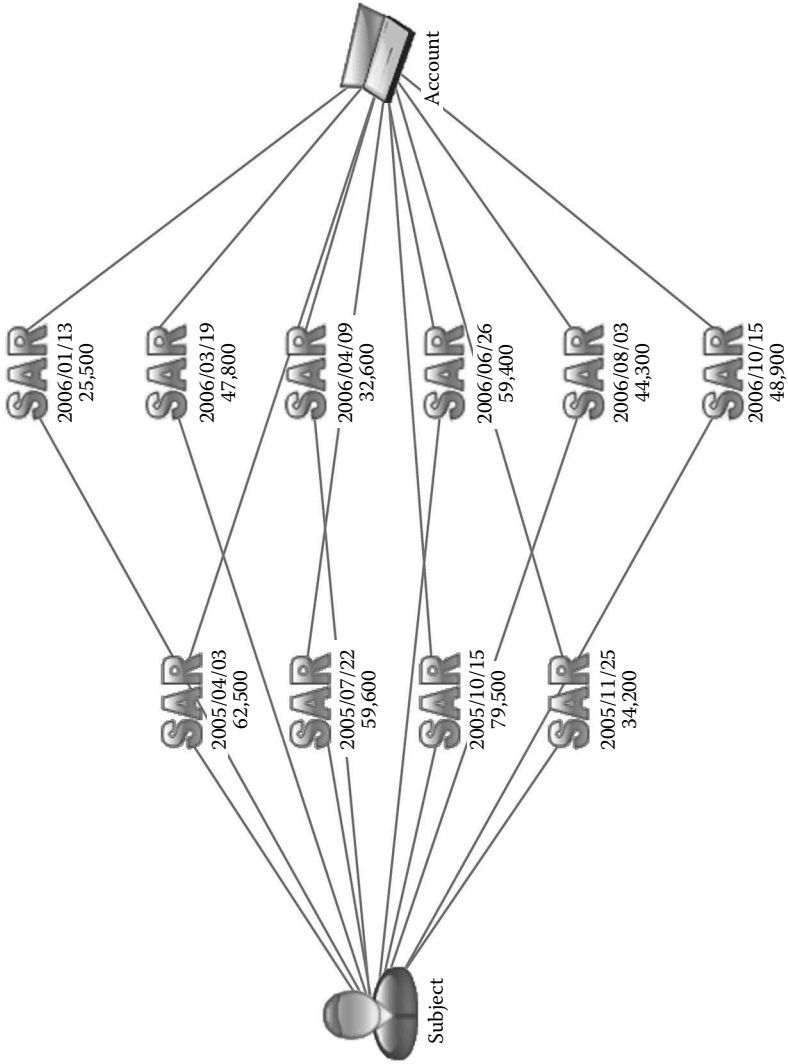 Account
SAR
2006/01/13
25,500
SAR
2006/03/19
47,800
SAR
2006/04/09
32,600
SAR
2006/06/26
59,400
SAR
2006/08/03
44,300
SAR
2006/10/15
48,900
SAR
2005/04/03
62,500
SAR
2005/07/22
59,600
SAR
2005/10/15
79,500
SAR
2005/11/25
34,200
Subject